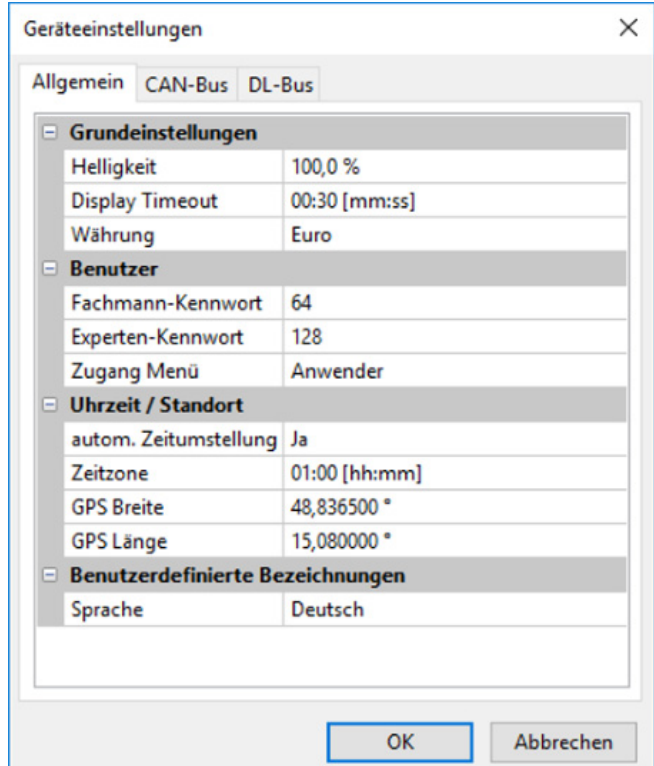 Geräteeinstellungen
Allgemein CAN-Bus DL-Bus
Grundeinstellungen
Helligkeit 100,0 %
Display Timeout 00:30 [mm:ss]
Währung Euro
Benutzer
Fachmann-Kennwort 64
Experten-Kennwort 128
Zugang Menü Anwender
Uhrzeit / Standort
autom. Zeitumstellung Ja
Zeitzone 01:00 [hh:mm]
GPS Breite 48,836500 °
GPS Länge 15,080000 °
Benutzerdefinierte Bezeichnungen
Sprache Deutsch
OK Abbrechen